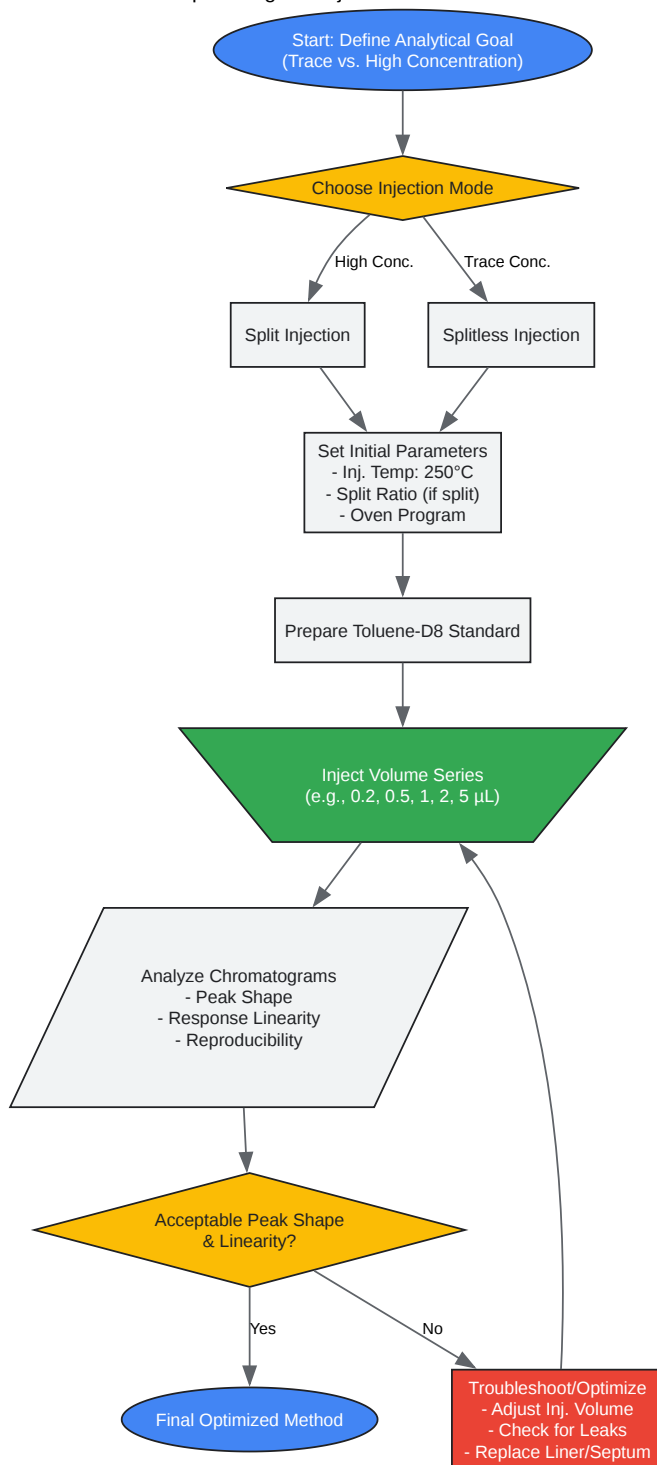 Start: Define Analytical Goal
(Trace vs. High Concentration)
Choose Injection Mode
High Conc.
Trace Conc.
Split Injection
Splitless Injection
Set Initial Parameters
- Inj. Temp: 250°C
- Split Ratio (if split)
- Oven Program
Prepare Toluene-D8 Standard
Inject Volume Series
(e.g., 0.2, 0.5, 1, 2, 5 µL)
Analyze Chromatograms
- Peak Shape
- Response Linearity
- Reproducibility
Acceptable Peak Shape
& Linearity?
Yes
No
Final Optimized Method
Troubleshoot/Optimize
- Adjust Inj. Volume
- Check for Leaks
- Replace Liner/Septum